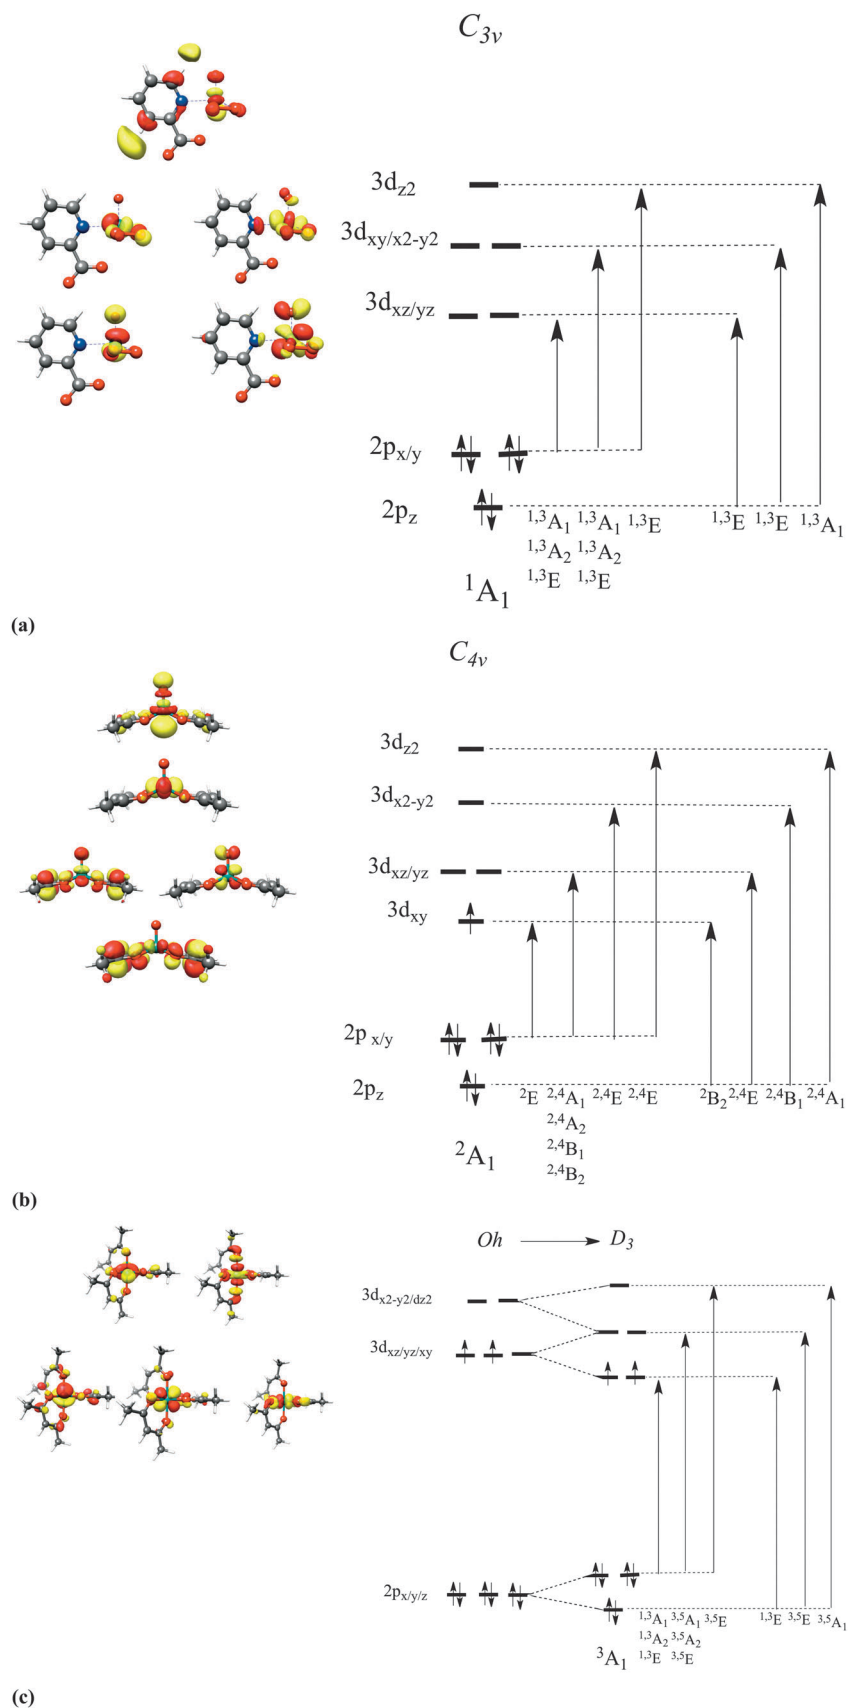 C3v
3dz2
3dxy/x2-y2
3dxz/yz
2px/y
2pz
1,3A1 1,3A1 1,3E 1,3E 1,3E 1,3A1
1,3A2 1,3A2
1,3E 1,3E
1A1
(a)
C4v
3dz2
3dx2-y2
3dxz/yz
3dxy
2p x/y
2pz
2E 2,4A1 2,4E 2,4E 2B2 2,4E 2,4B1 2,4A1
2,4A2
2,4B1
2,4B2
2A1
(b)
Oh D3
3dx2-y2/dz2
3dxz/yz/xy
2px/y/z
1,3A1 3,5A1 3,5E 1,3E 3,5E 3,5A1
1,3A2 3,5A2
1,3E 3,5E
3A1
(c)